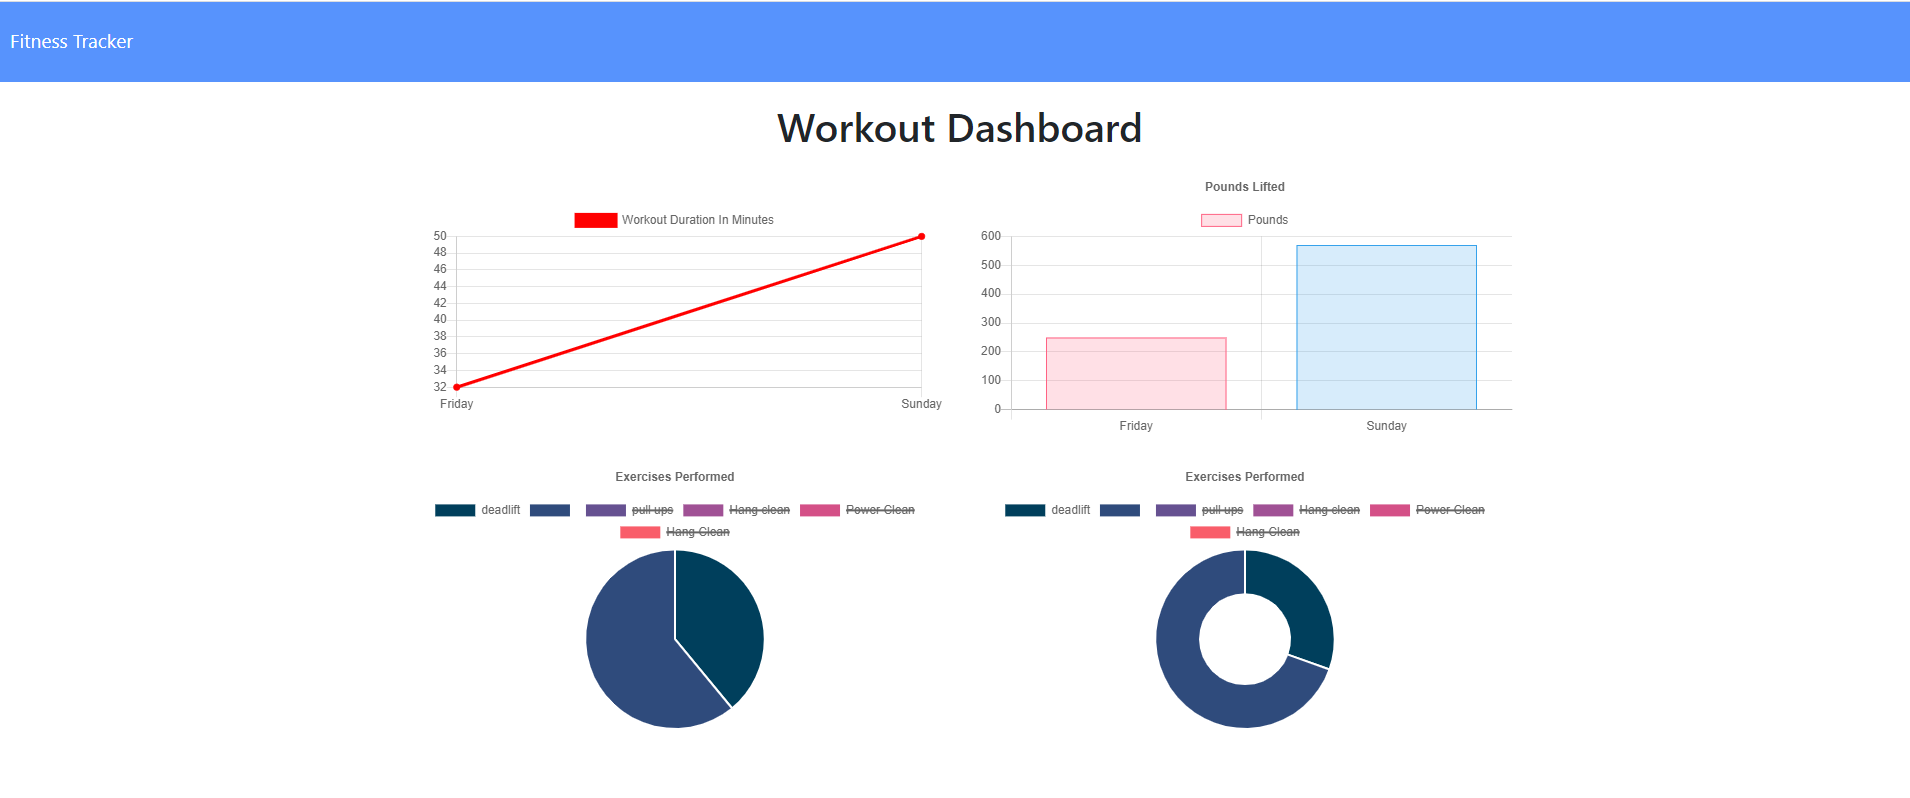 Fitness Tracker
Workout Dashboard
Workout Duration In Minutes
50
48
46
44
42
40
38
36
34
32
Friday Sunday
Pounds Lifted
Pounds
600
500
400
300
200
100
0
Friday Sunday
Exercises Performed
deadlift pull ups Hang clean Power Clean
Hang Clean
Exercises Performed
deadlift pull ups Hang clean Power Clean
Hang Clean